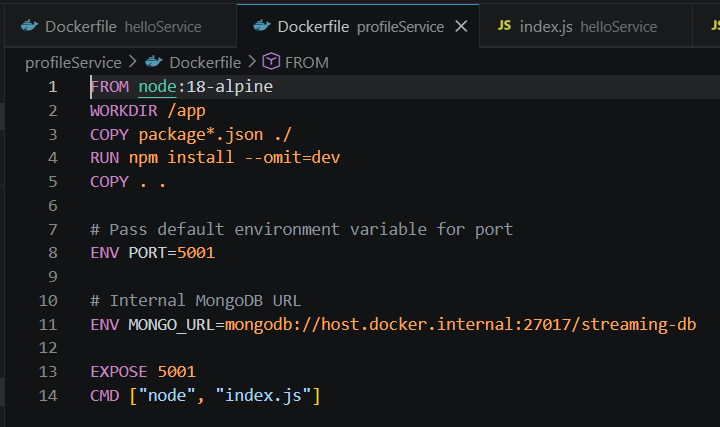 Dockerfile helloService
Dockerfile profileService
JS index.js helloService
JS
profileService > Dockerfile > FROM
1 FROM node:18-alpine
2 WORKDIR /app
3 COPY package*.json ./
4 RUN npm install --omit=dev
5 COPY . .
6
7 # Pass default environment variable for port
8 ENV PORT=5001
9
10 # Internal MongoDB URL
11 ENV MONGO_URL=mongodb://host.docker.internal:27017/streaming-db
12
13 EXPOSE 5001
14 CMD ["node", "index.js"]